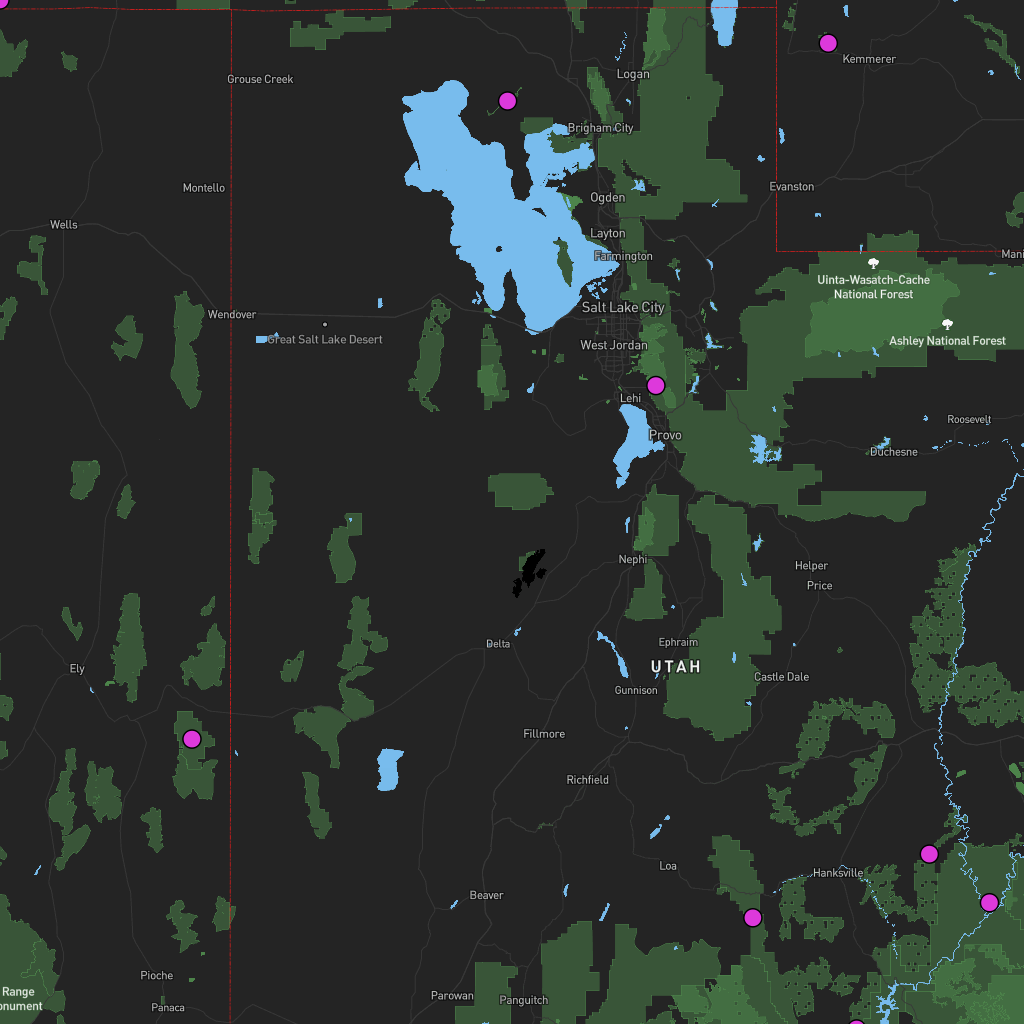 Kemmerer
Logan
Grouse Creek
Brigham City
Evanston
Montello
Ogden
Wells
Layton
Farmington
Uinta-Wasatch-Cache
National Forest
Salt Lake City
Wendover
Great Salt Lake Desert
West Jordan
Ashley National Forest
Lehi
Roosevelt
Provo
Duchesne
Nephi
Helper
Price
Delta
Ephraim
UTAH
Ely
Castle Dale
Gunnison
Fillmore
Richfield
Loa
Hanksville
Beaver
Pioche
Range
Parowan
Panguitch
Panaca